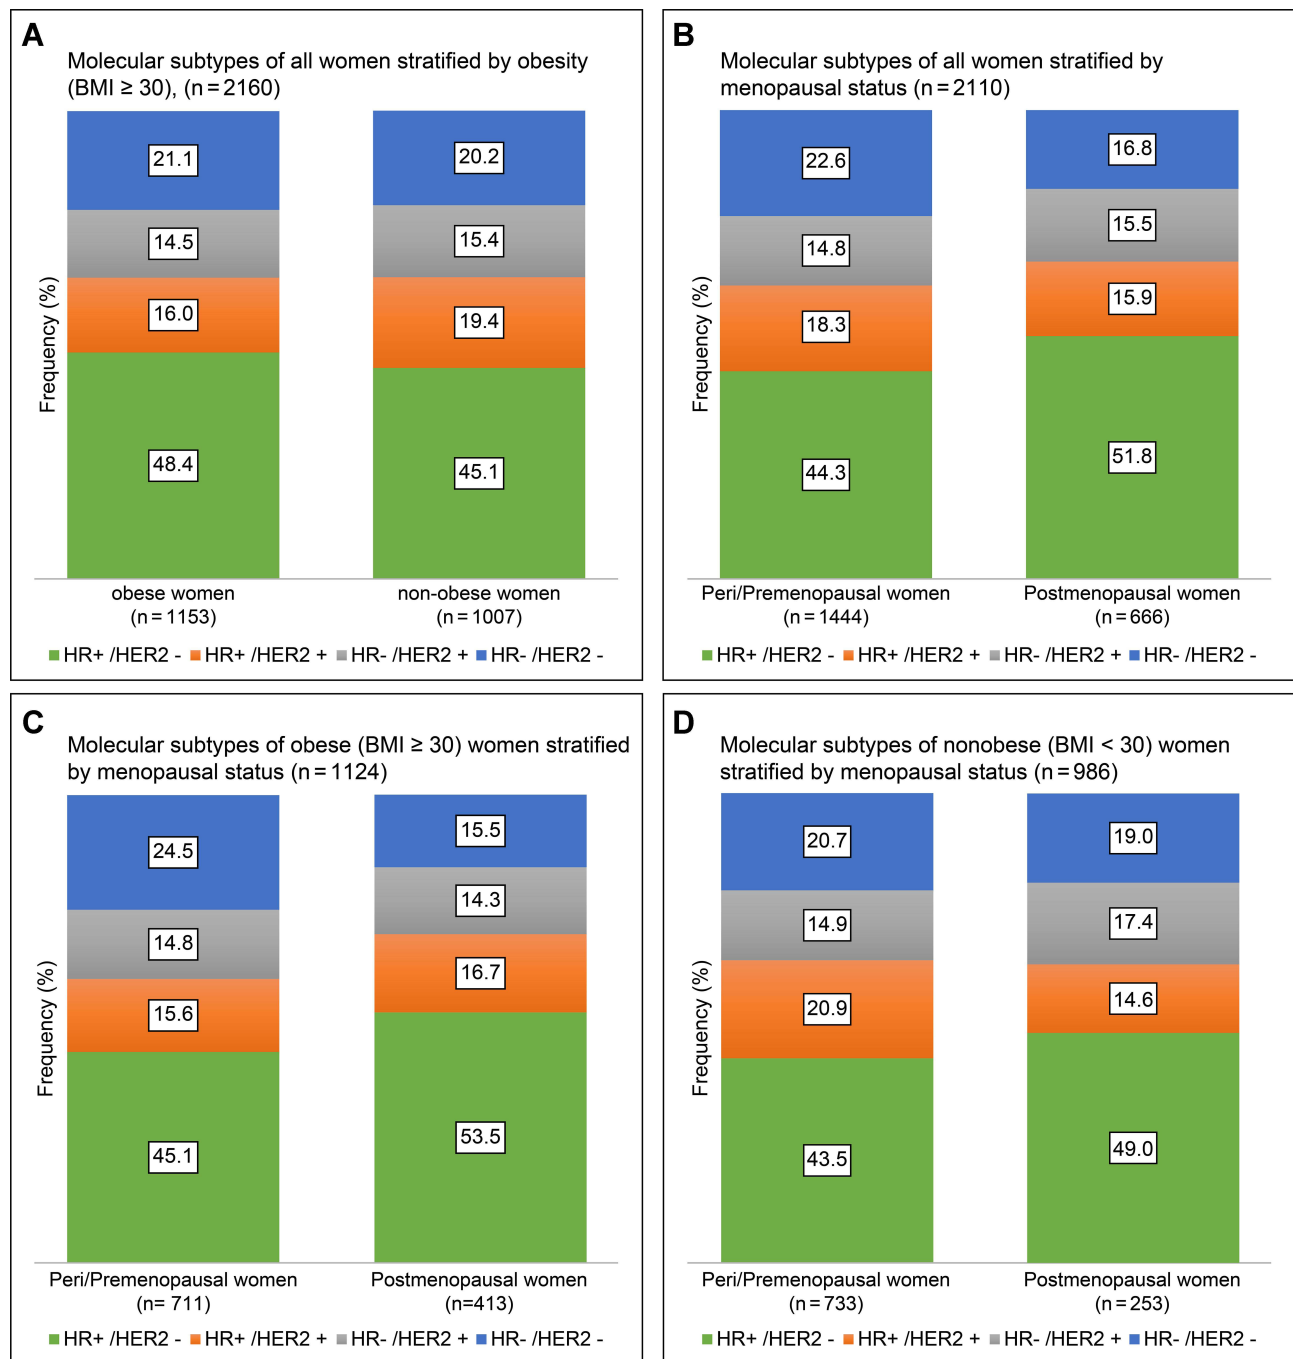 A
Molecular subtypes of all women stratified by obesity
(BMI ≥ 30), (n = 2160)
Frequency (%)
21.1
20.2
14.5
15.4
16.0
19.4
48.4
45.1
obese women
(n = 1153)
non-obese women
(n = 1007)
HR+ /HER2 - HR+ /HER2 + HR- /HER2 + HR- /HER2 -
B
Molecular subtypes of all women stratified by
menopausal status (n = 2110)
Frequency (%)
22.6
16.8
14.8
15.5
18.3
15.9
44.3
51.8
Peri/Premenopausal women
(n = 1444)
Postmenopausal women
(n = 666)
HR+ /HER2 - HR+ /HER2 + HR- /HER2 + HR- /HER2 -
C
Molecular subtypes of obese (BMI ≥ 30) women stratified
by menopausal status (n = 1124)
Frequency (%)
24.5
15.5
14.8
14.3
15.6
16.7
45.1
53.5
Peri/Premenopausal women
(n= 711)
Postmenopausal women
(n=413)
HR+ /HER2 - HR+ /HER2 + HR- /HER2 + HR- /HER2 -
D
Molecular subtypes of nonobese (BMI < 30) women
stratified by menopausal status (n = 986)
Frequency (%)
20.7
19.0
14.9
17.4
20.9
14.6
43.5
49.0
Peri/Premenopausal women
(n = 733)
Postmenopausal women
(n = 253)
HR+ /HER2 - HR+ /HER2 + HR- /HER2 + HR- /HER2 -